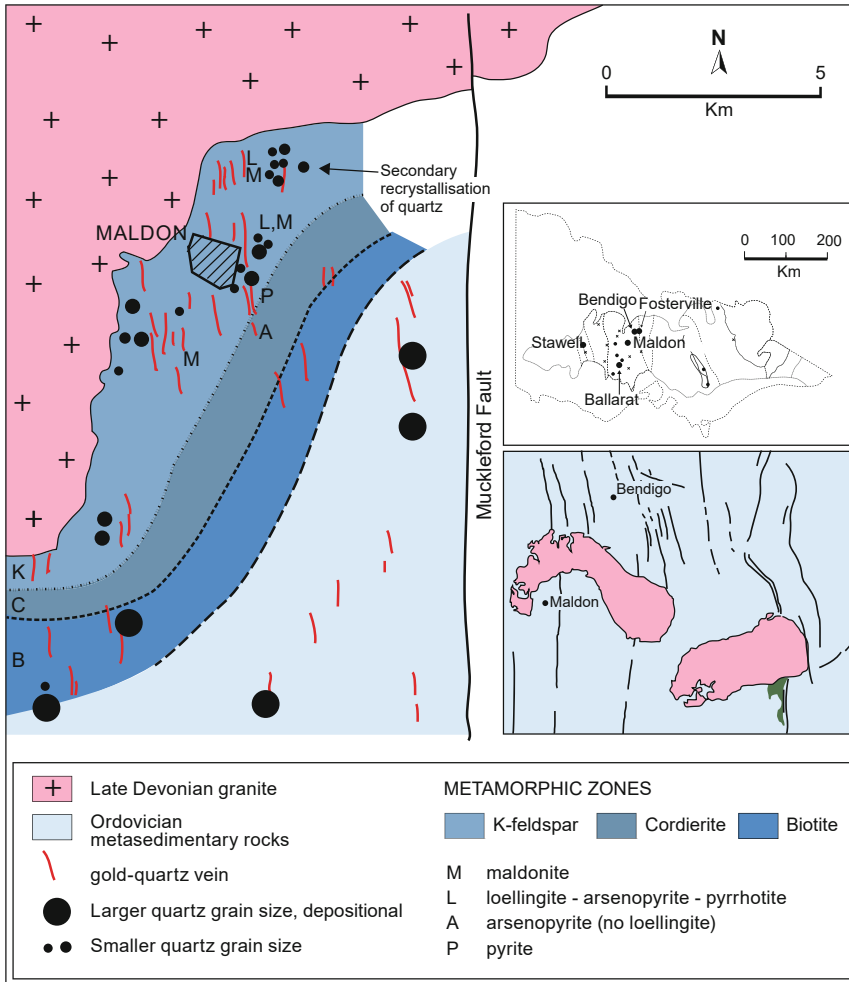 N
0
5
Km
L
M
Secondary
recrystallisation
of quartz
MALDON
L,M
P
A
M
Muckleford Fault
K
C
B
0 100 200
Km
Bendigo
Fosterville
Stawell
Maldon
Ballarat
Bendigo
Maldon
Late Devonian granite
Ordovician
metasedimentary rocks
gold-quartz vein
Larger quartz grain size, depositional
Smaller quartz grain size
METAMORPHIC ZONES
K-feldspar
Cordierite
Biotite
M maldonite
L loellingite - arsenopyrite - pyrrhotite
A arsenopyrite (no loellingite)
P pyrite